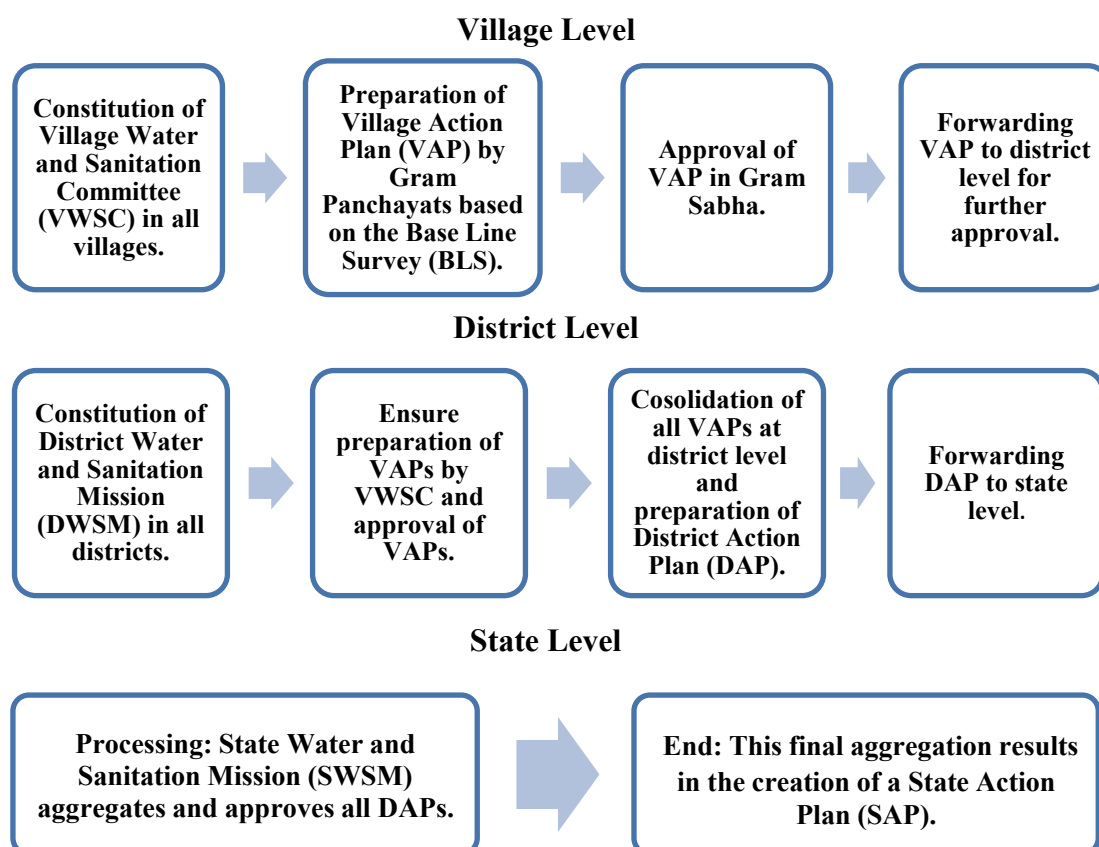 Village Level
Constitution of
Village Water
and Sanitation
Committee
(VWSC) in all
villages.
Preparation of
Village Action
Plan (VAP) by
Gram
Panchayats based
on the Base Line
Survey (BLS).
Approval of
VAP in Gram
Sabha.
Forwarding
VAP to district
level for
further
approval.
District Level
Constitution of
District Water
and Sanitation
Mission
(DWSM) in all
districts.
Ensure
preparation of
VAPs by
VWSC and
approval of
VAPs.
Cosolidation of
all VAPs at
district level
and
preparation of
District Action
Plan (DAP).
Forwarding
DAP to state
level.
State Level
Processing: State Water and
Sanitation Mission (SWSM)
aggregates and approves all DAPs.
End: This final aggregation results
in the creation of a State Action
Plan (SAP).